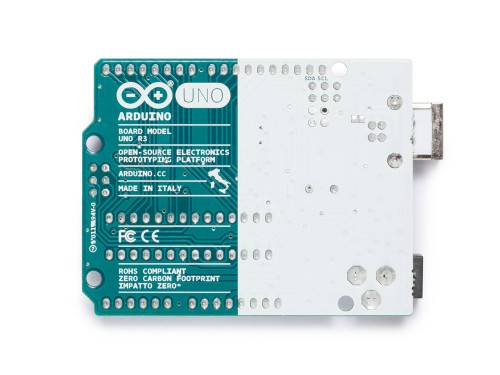 SDA SCL
UNO
ARDUINO
BOARD MODEL
UNO R3
OPEN-SOURCE ELECTRONICS
PROTOTYPING PLATFORM
ARDUINO.CC
MADE IN ITALY
FC CE
ROHS COMPLIANT
ZERO CARBON FOOTPRINT
IMPATTO ZERO®